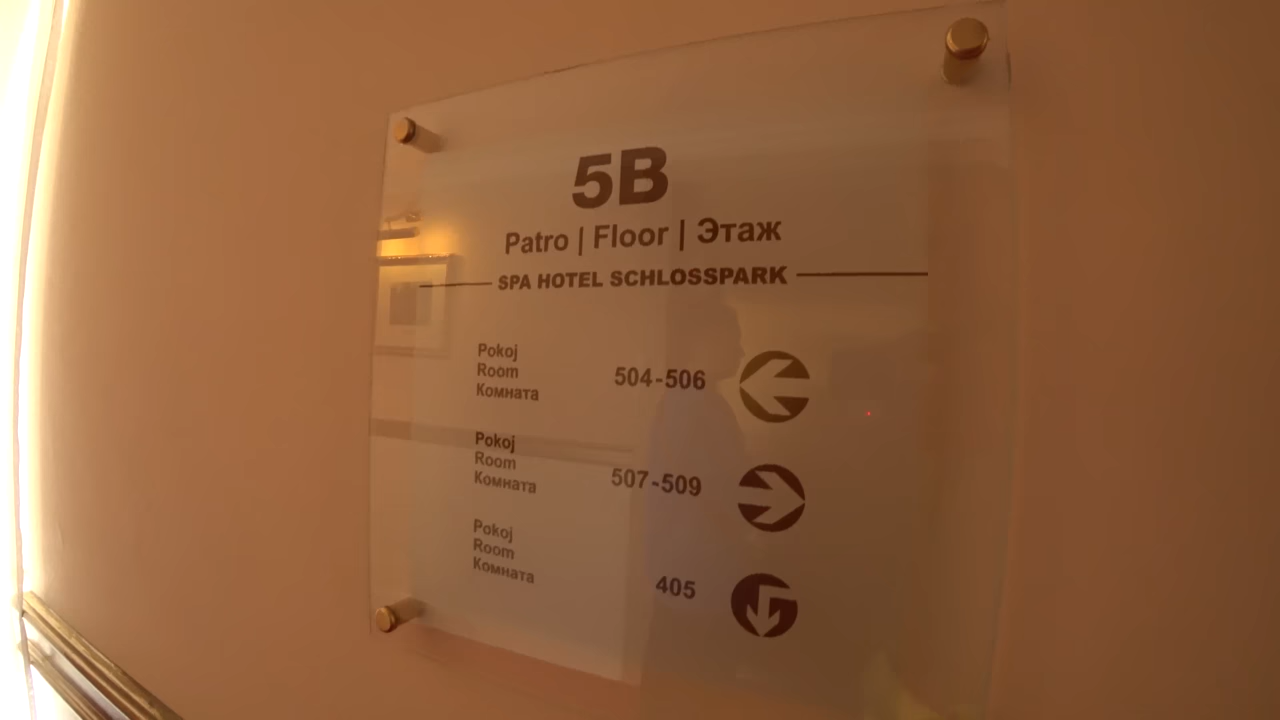 5B
Patro | Floor | Этаж
SPA HOTEL SCHLOSSPARK
Pokoj
Room
Комната
504-506
Pokoj
Room
Комната
507-509
Pokoj
Room
Комната
405